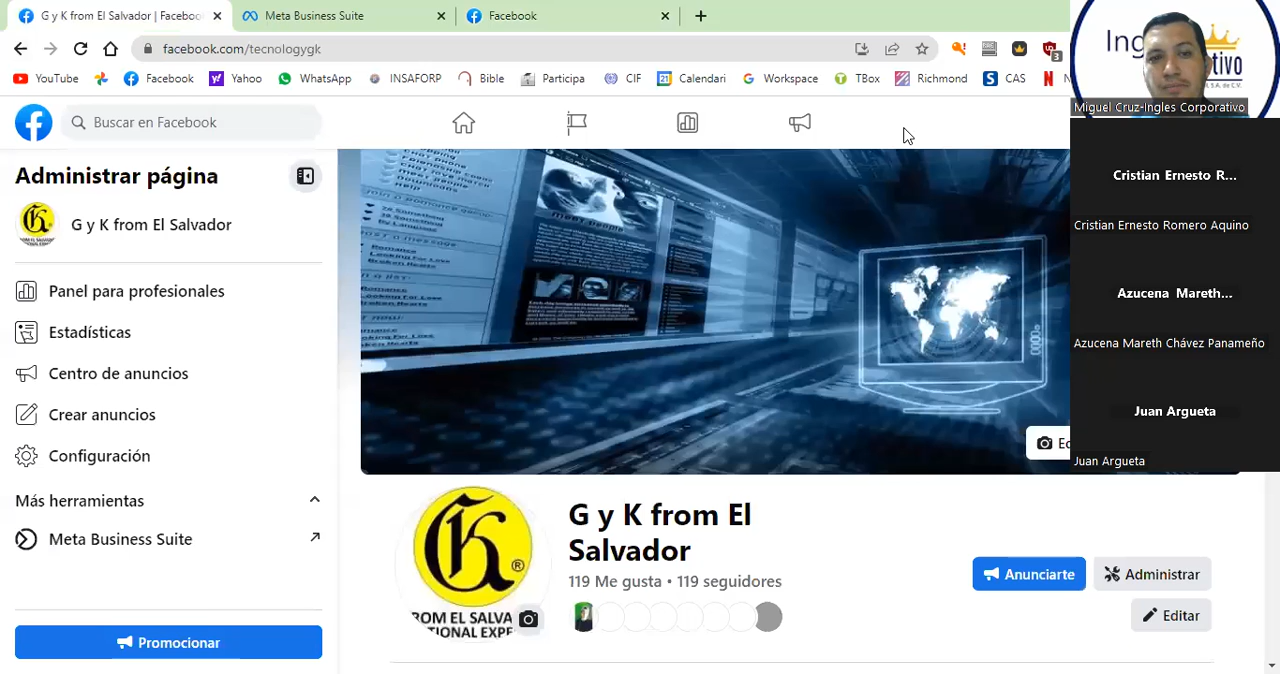 G y K from El Salvador | Facebook
Meta Business Suite
Facebook
facebook.com/tecnologygk
3
YouTube
Facebook
Yahoo
WhatsApp
INSAFORP
Bible
Participa
CIF
Calendari
Workspace
TBox
Richmond
CAS
Miguel Cruz-Ingles Corporativo
Buscar en Facebook
Cristian Ernesto R...
Cristian Ernesto Romero Aquino
Administrar página
G y K from El Salvador
Azucena Mareth...
Azucena Mareth Chávez Panameño
Panel para profesionales
Estadísticas
Centro de anuncios
Crear anuncios
Configuración
Juan Argueta
Juan Argueta
Más herramientas
Meta Business Suite
Promocionar
G y K from El
Salvador
119 Me gusta • 119 seguidores
Anunciarte
Administrar
Editar